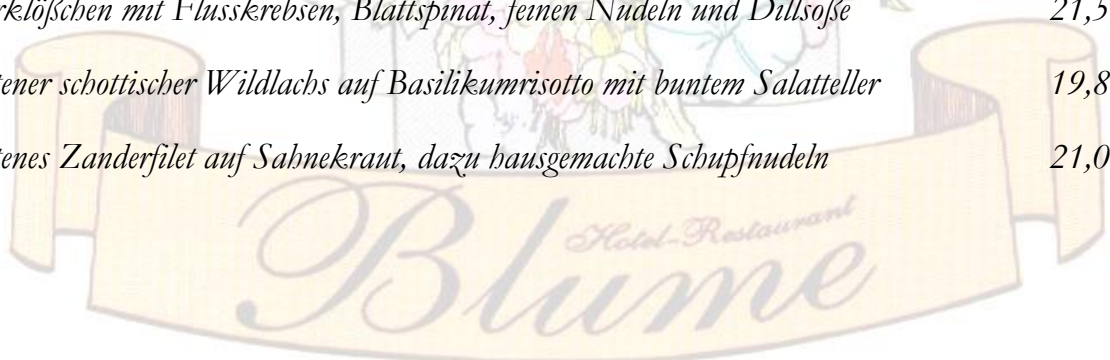 rklößchen mit Flusskrebsen, Blattspinat, feinen Nudeln und Dillsoße 21,5
tener schottischer Wildlachs auf Basilikumrisotto mit buntem Salatteller 19,8
tenes Zanderfilet auf Sahnekraut, dazu hausgemachte Schupfnudeln 21,0
Hotel-Restaurant
Blume